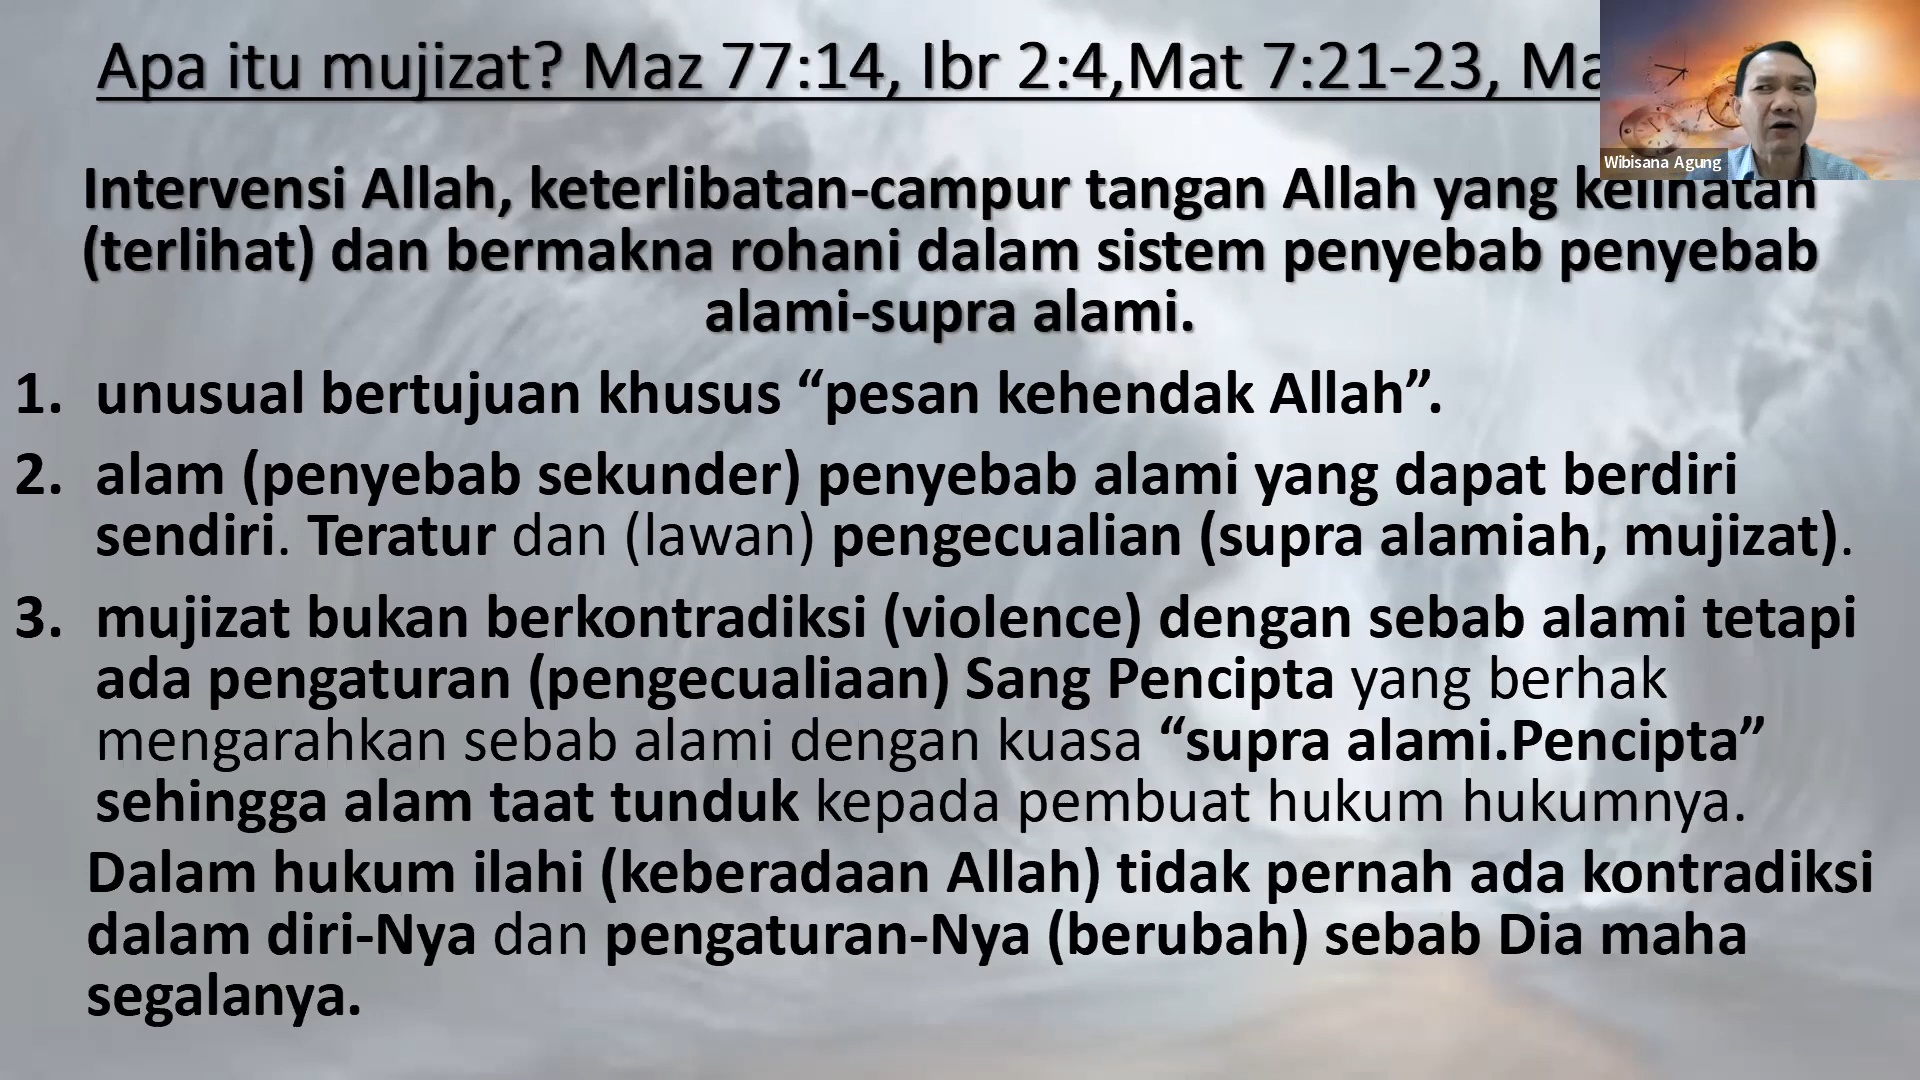 Apa itu mujizat? Maz 77:14, Ibr 2:4,Mat 7:21-23,
Wibisana Agung
Intervensi Allah, keterlibatan-campur tangan Allah yang kelihatan
(terlihat) dan bermakna rohani dalam sistem penyebab penyebab
alami-supra alami.
1. unusual bertujuan khusus “pesan kehendak Allah”.
2. alam (penyebab sekunder) penyebab alami yang dapat berdiri
sendiri. Teratur dan (lawan) pengecualian (supra alamiah, mujizat).
3. mujizat bukan berkontradiksi (violence) dengan sebab alami tetapi
ada pengaturan (pengecualiaan) Sang Pencipta yang berhak
mengarahkan sebab alami dengan kuasa “supra alami.Pencipta”
sehingga alam taat tunduk kepada pembuat hukum hukumnya.
Dalam hukum ilahi (keberadaan Allah) tidak pernah ada kontradiksi
dalam diri-Nya dan pengaturan-Nya (berubah) sebab Dia maha
segalanya.